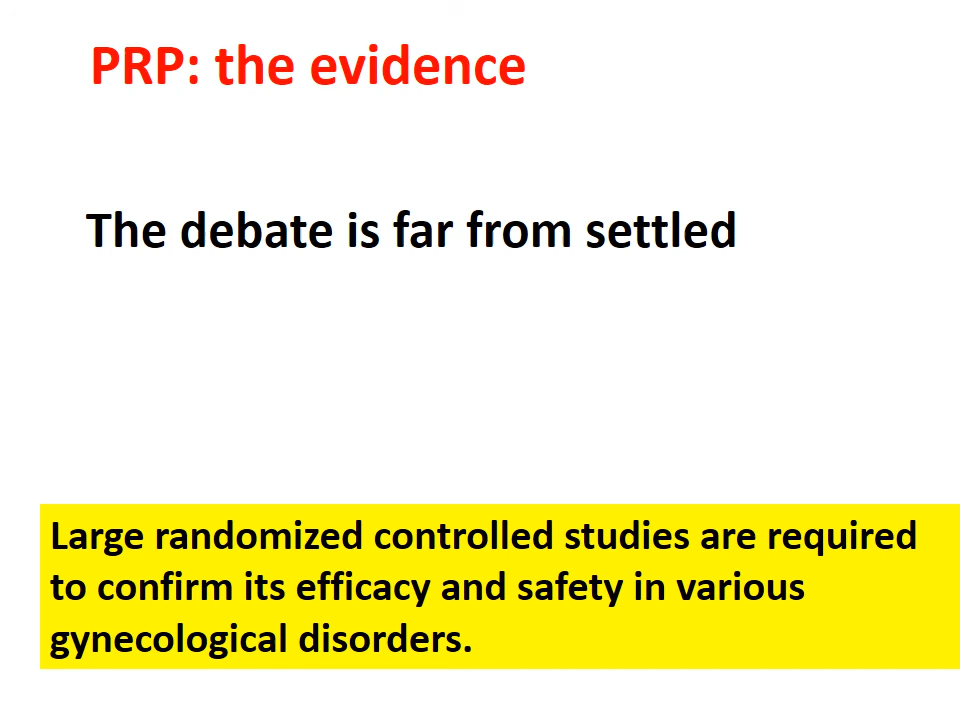 PRP: the evidence
The debate is far from settled
Large randomized controlled studies are required
to confirm its efficacy and safety in various
gynecological disorders.